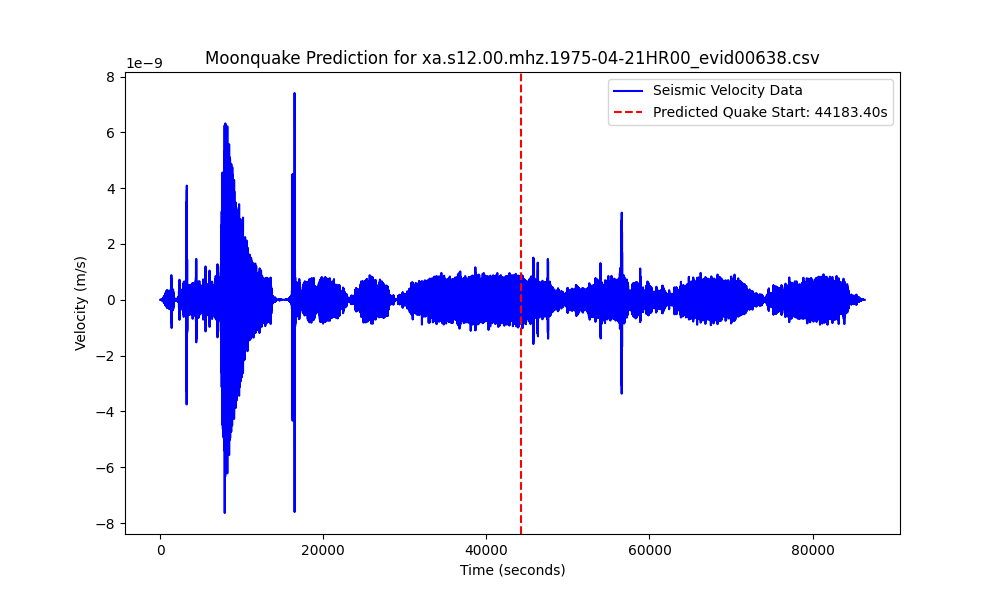 Moonquake Prediction for xa.s12.00.mhz.1975-04-21HR00_evid00638.csv
1e−9
Seismic Velocity Data
Predicted Quake Start: 44183.40s
8
6
4
2
0
−2
−4
−6
−8
Velocity (m/s)
0
20000
40000
60000
80000
Time (seconds)